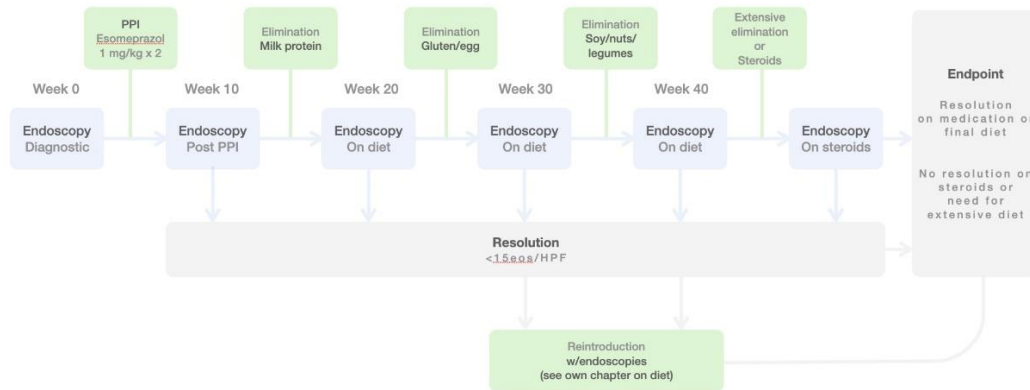 PPI
Esomeprazol
1 mg/kg x 2
Elimination
Milk protein
Elimination
Gluten/egg
Elimination
Soy/nuts/
legumes
Extensive
elimination
or
Steroids
Week 0
Week 10
Week 20
Week 30
Week 40
Endoscopy
Diagnostic
Endoscopy
Post PPI
Endoscopy
On diet
Endoscopy
On diet
Endoscopy
On diet
Endoscopy
On steroids
Endpoint
Resolution
on medication or
final diet
No resolution on
steroids or
need for
extensive diet
Resolution
<15eos/HPF
Reintroduction
w/endoscopies
(see own chapter on diet)